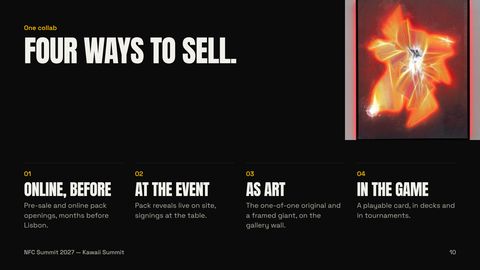 One collab
FOUR WAYS TO SELL.
01
ONLINE, BEFORE
Pre-sale and online pack
openings, months before
Lisbon.
02
AT THE EVENT
Pack reveals live on site,
signings at the table.
03
AS ART
The one-of-one original and
a framed giant, on the
gallery wall.
04
IN THE GAME
A playable card, in decks and
in tournaments.
NFC Summit 2027 — Kawaii Summit
10